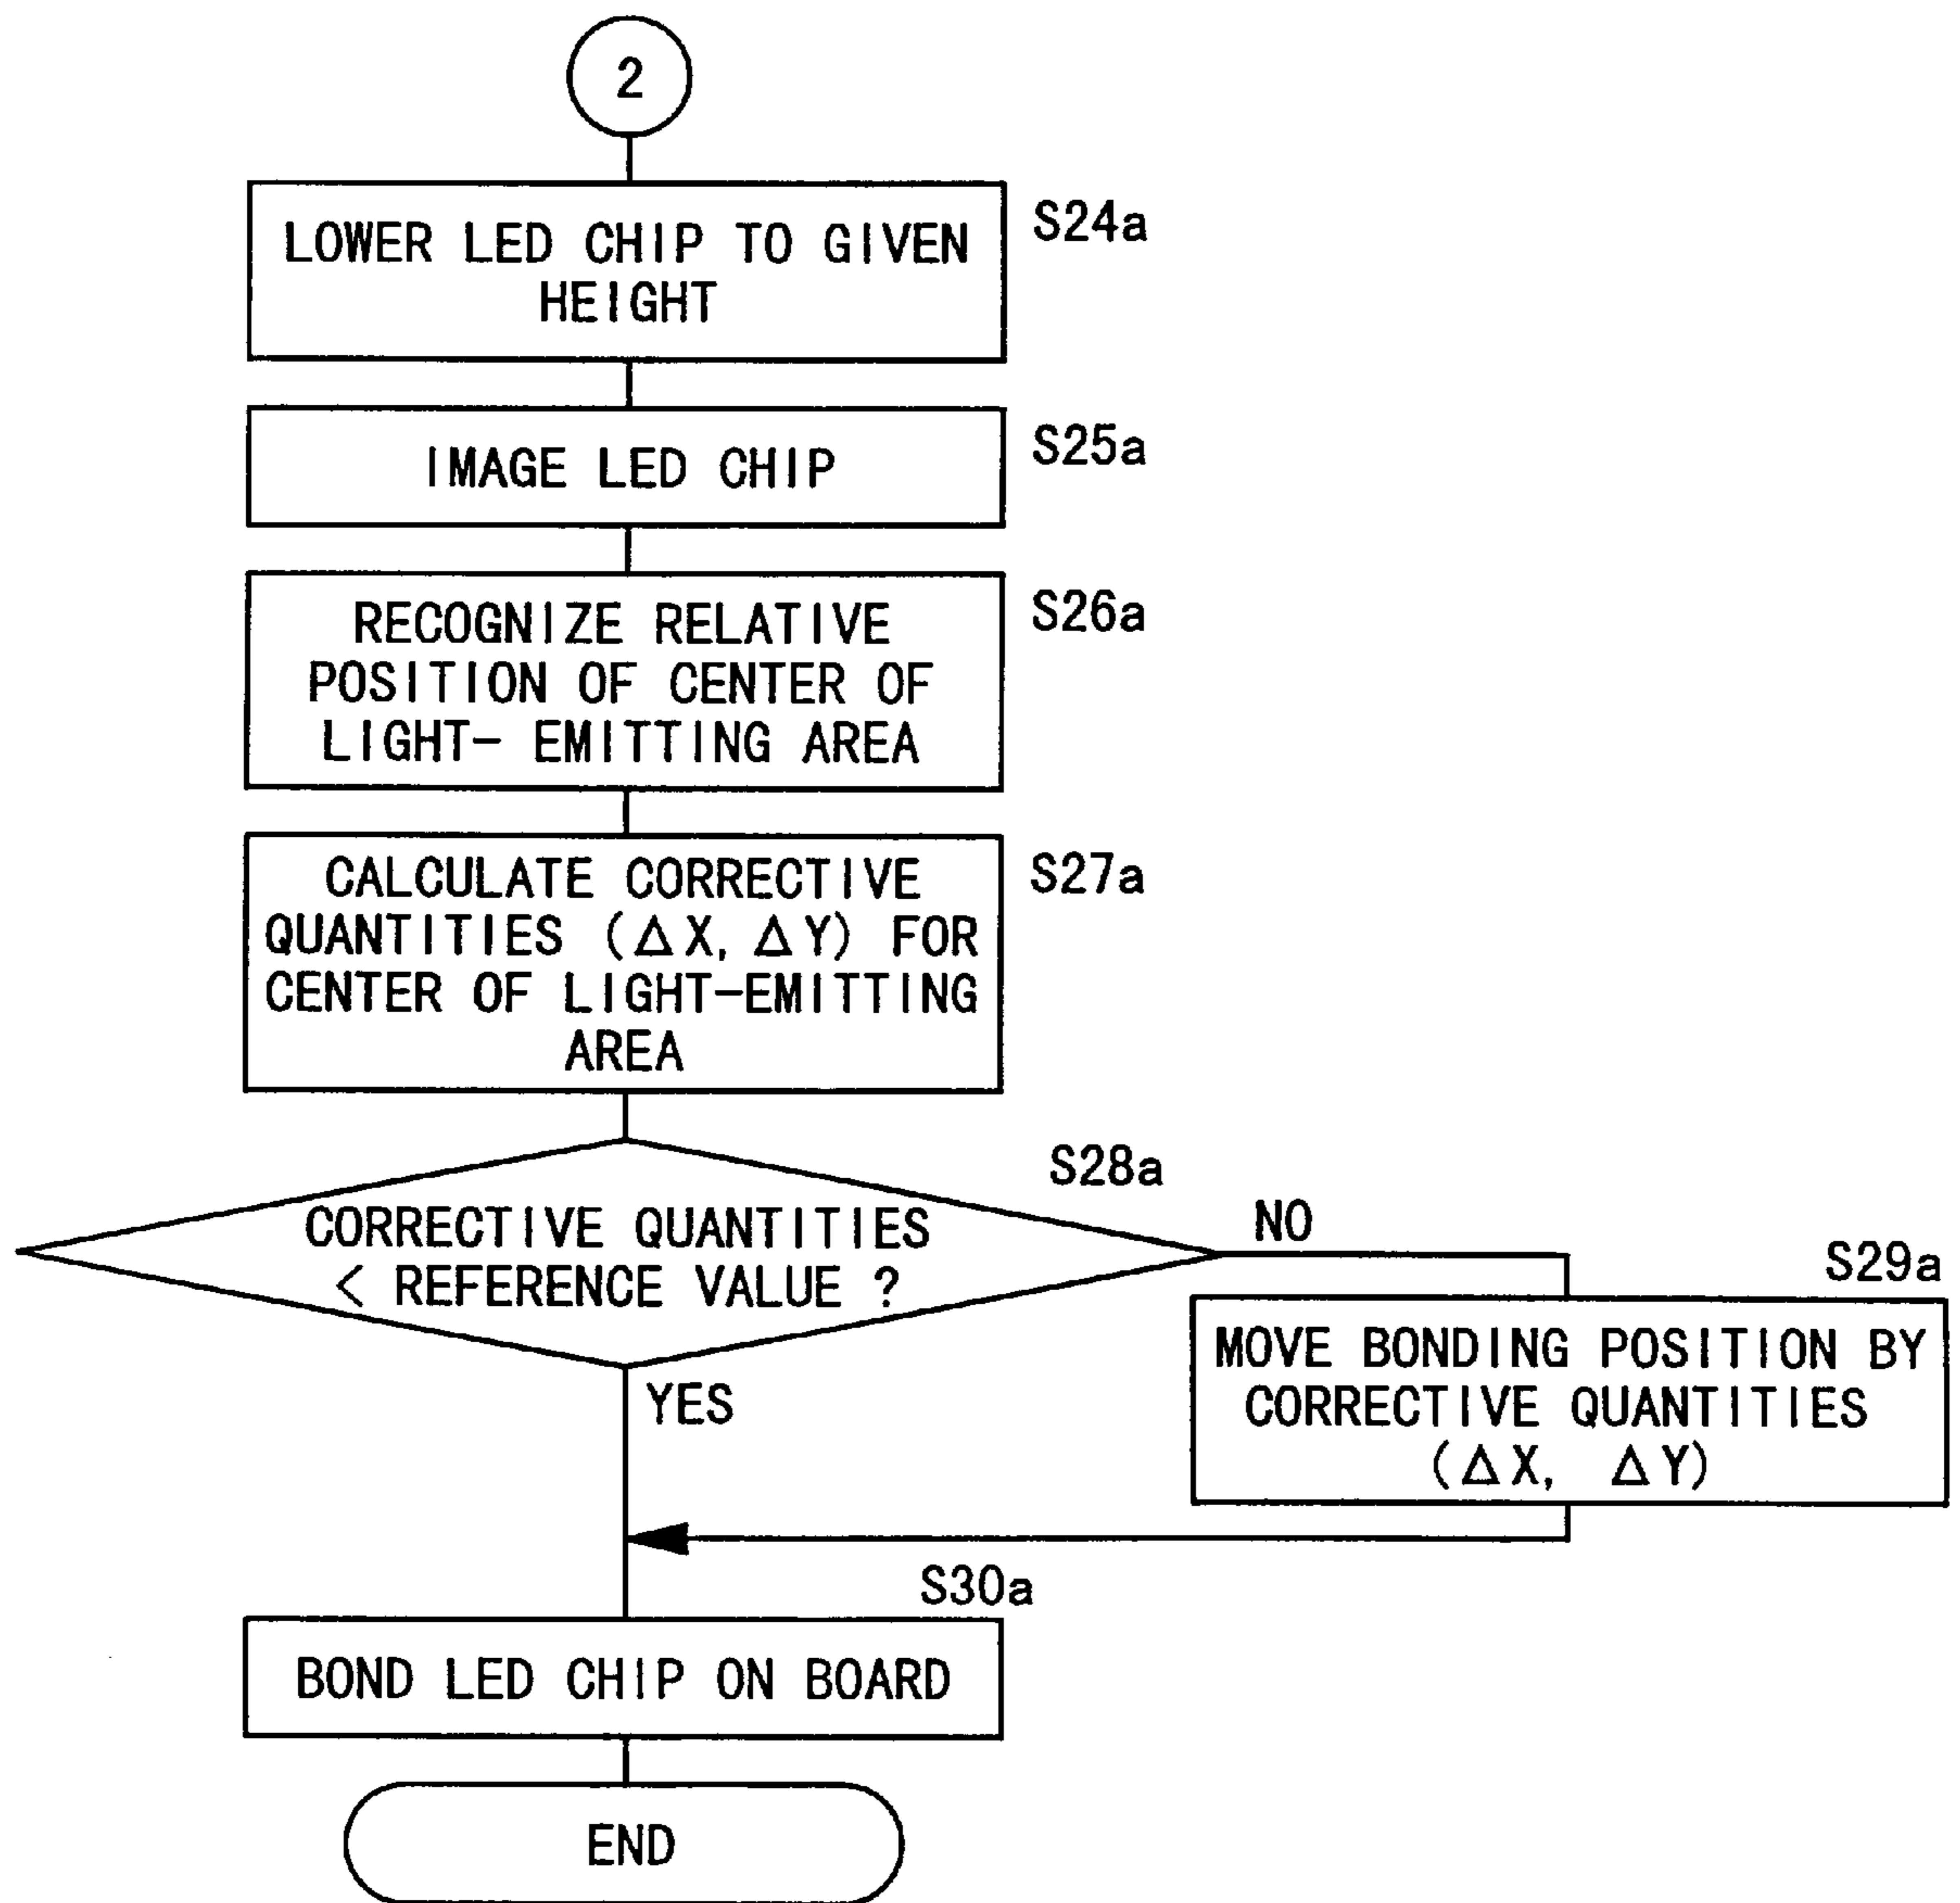 2
LOWER LED CHIP TO GIVEN
HEIGHT
S24a
IMAGE LED CHIP
S25a
RECOGNIZE RELATIVE
POSITION OF CENTER OF
LIGHT- EMITTING AREA
S26a
CALCULATE CORRECTIVE
QUANTITIES (ΔX, ΔY) FOR
CENTER OF LIGHT-EMITTING
AREA
S27a
CORRECTIVE QUANTITIES
< REFERENCE VALUE ?
S28a
NO
YES
S29a
MOVE BONDING POSITION BY
CORRECTIVE QUANTITIES
(ΔX, ΔY)
S30a
BOND LED CHIP ON BOARD
END